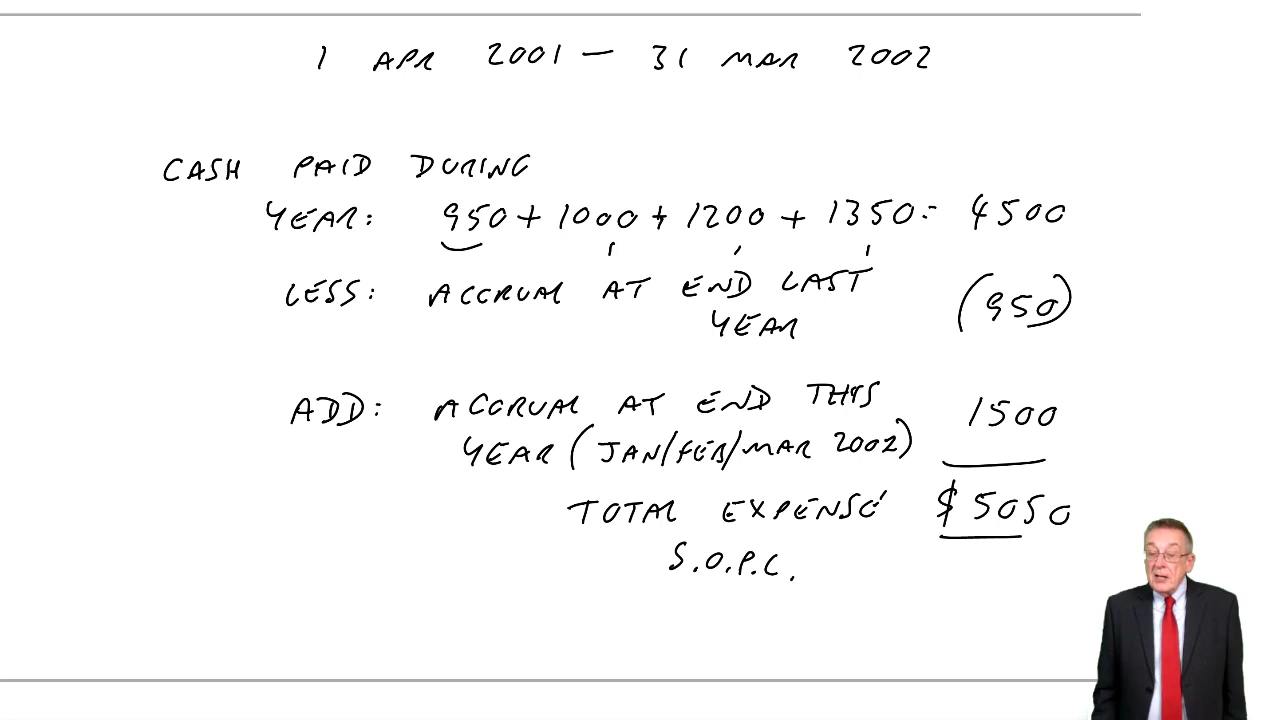 1 APR 2001 — 31 MAR 2002
CASH PAID DURING
YEAR: 950 + 1000 + 1200 + 1350 = 4500
LESS: ACCRUAL AT END LAST
YEAR (950)
ADD: ACCRUAL AT END THIS
YEAR (JAN/FEB/MAR 2002) 1500
TOTAL EXPENSE $5050
S.O.P.L.